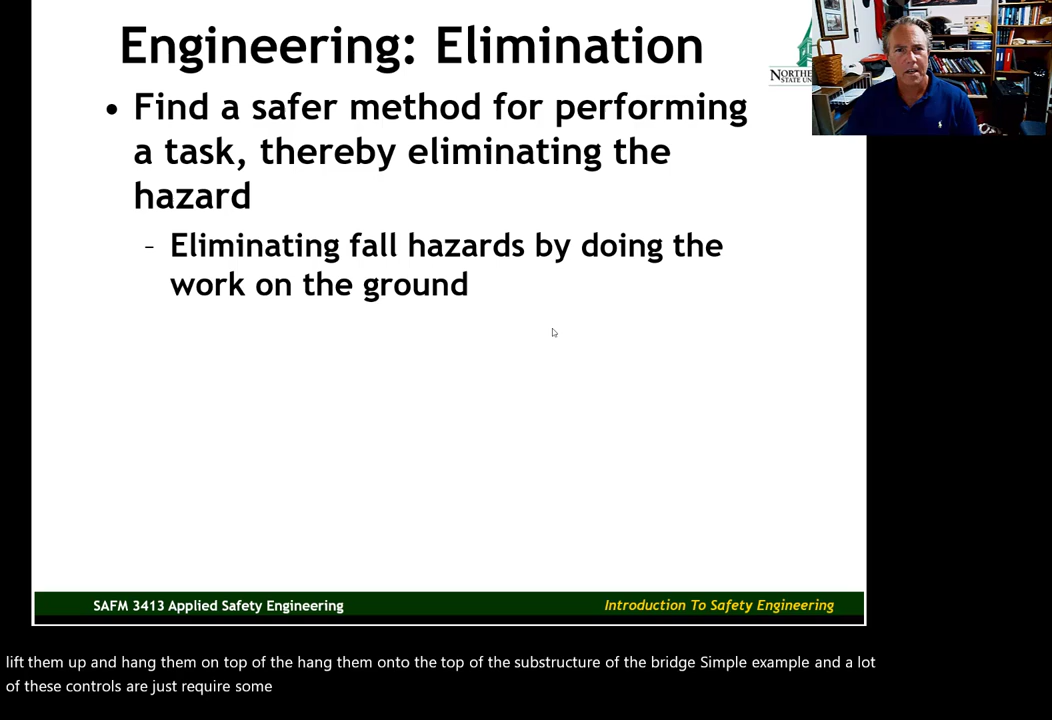 Engineering: Elimination
• Find a safer method for performing
a task, thereby eliminating the
hazard
- Eliminating fall hazards by doing the
work on the ground
SAFM 3413 Applied Safety Engineering
Introduction To Safety Engineering
lift them up and hang them on top of the hang them onto the top of the substructure of the bridge Simple example and a lot
of these controls are just require some